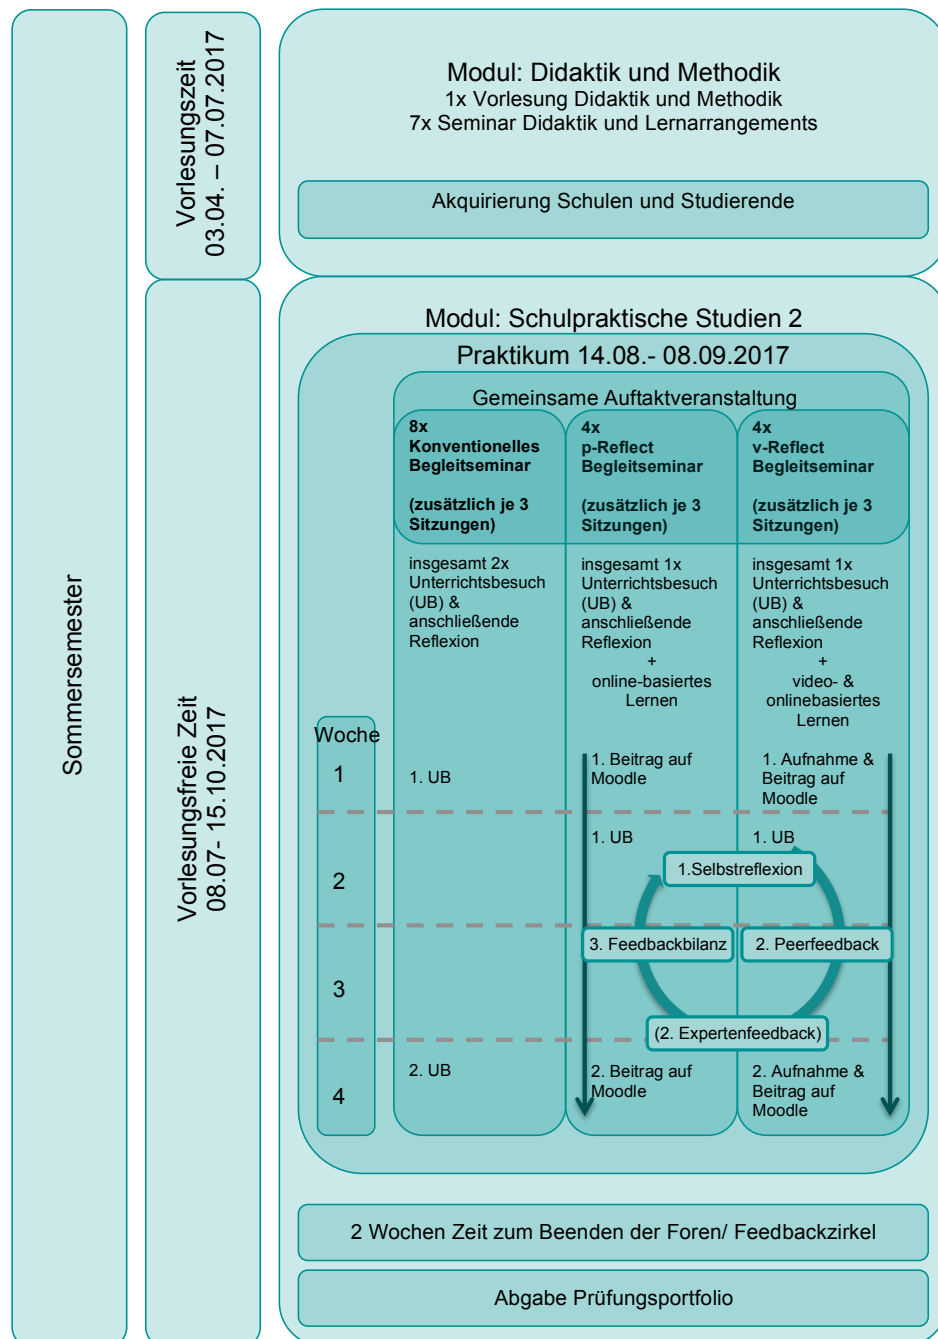 Sommersemester
Vorlesungszeit
03.04. – 07.07.2017
Modul: Didaktik und Methodik
1x Vorlesung Didaktik und Methodik
7x Seminar Didaktik und Lernarrangements
Akquirierung Schulen und Studierende
Vorlesungsfreie Zeit
08.07- 15.10.2017
Modul: Schulpraktische Studien 2
Praktikum 14.08.- 08.09.2017
Gemeinsame Auftaktveranstaltung
8x
Konventionelles
Begleitseminar
(zusätzlich je 3
Sitzungen)
4x
p-Reflect
Begleitseminar
(zusätzlich je 3
Sitzungen)
4x
v-Reflect
Begleitseminar
(zusätzlich je 3
Sitzungen)
insgesamt 2x
Unterrichtsbesuch
(UB) &
anschließende
Reflexion
insgesamt 1x
Unterrichtsbesuch
(UB) &
anschließende
Reflexion
+
online-basiertes
Lernen
insgesamt 1x
Unterrichtsbesuch
(UB) &
anschließende
Reflexion
+
video- &
onlinebasiertes
Lernen
Woche
1
1. UB
1. Beitrag auf
Moodle
1. Aufnahme &
Beitrag auf
Moodle
2
1. UB
1. UB
1.Selbstreflexion
3. Feedbackbilanz
2. Peerfeedback
3
(2. Expertenfeedback)
4
2. UB
2. Beitrag auf
Moodle
2. Aufnahme &
Beitrag auf
Moodle
2 Wochen Zeit zum Beenden der Foren/ Feedbackzirkel
Abgabe Prüfungsportfolio